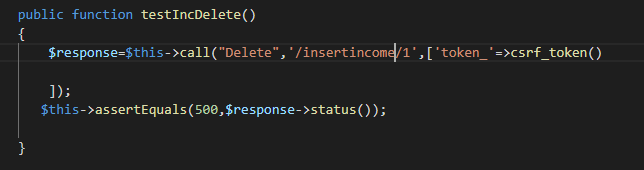 public function testIncDelete()
{
$response=$this->call("Delete",'/insertincome/1',['token_'=>csrf_token()
]);
$this->assertEquals(500,$response->status());
}